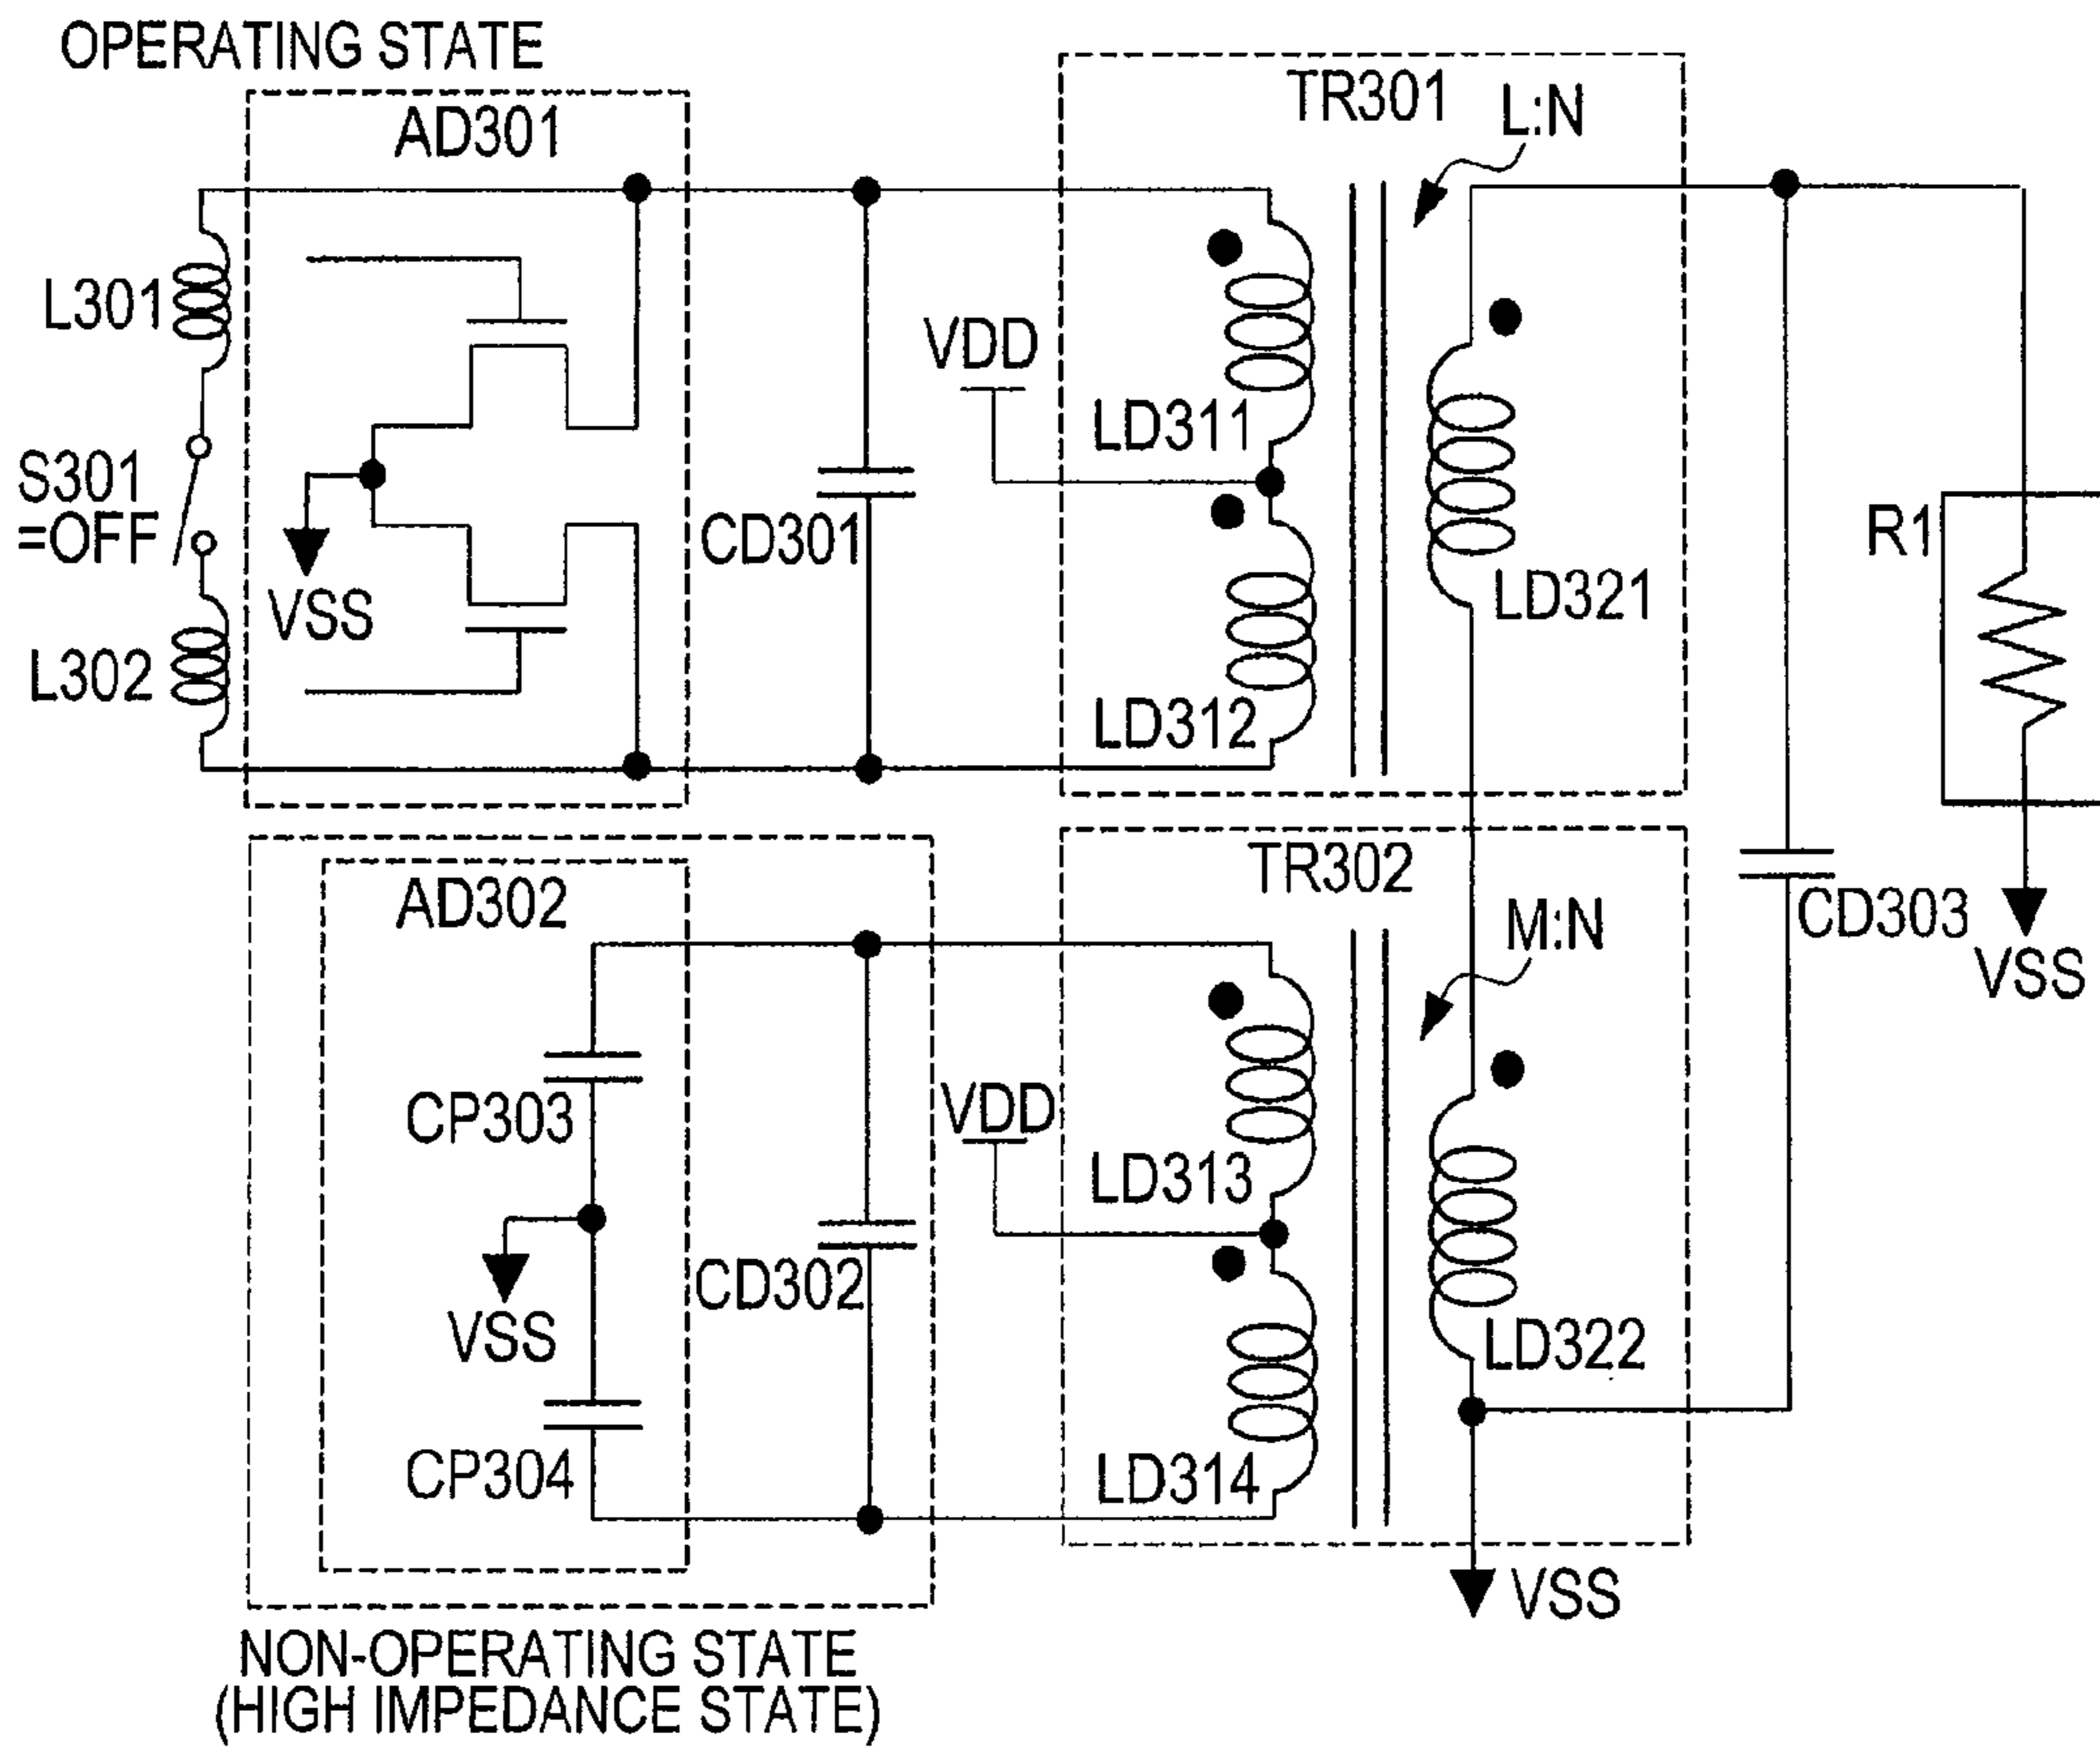 OPERATING STATE
AD301
TR301
L:N
L301
S301
=OFF
L302
VSS
CD301
VDD
LD311
LD312
LD321
R1
VSS
CD303
TR302
M:N
AD302
CP303
VSS
CP304
CD302
VDD
LD313
LD314
LD322
VSS
NON-OPERATING STATE
(HIGH IMPEDANCE STATE)